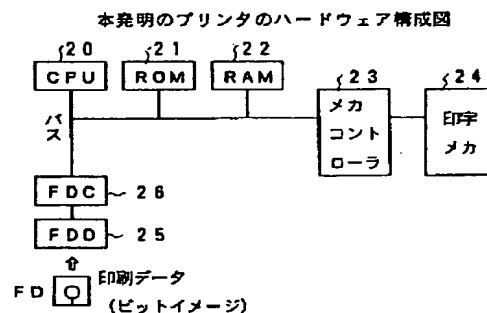 本発明のプリンタのハードウェア構成図
20 21 22
CPU ROM RAM 23 24
バス
メカ
コント
ローラ
印字
メカ
FDC 26
FDD 25
FD 印刷データ
(ビットイメージ)